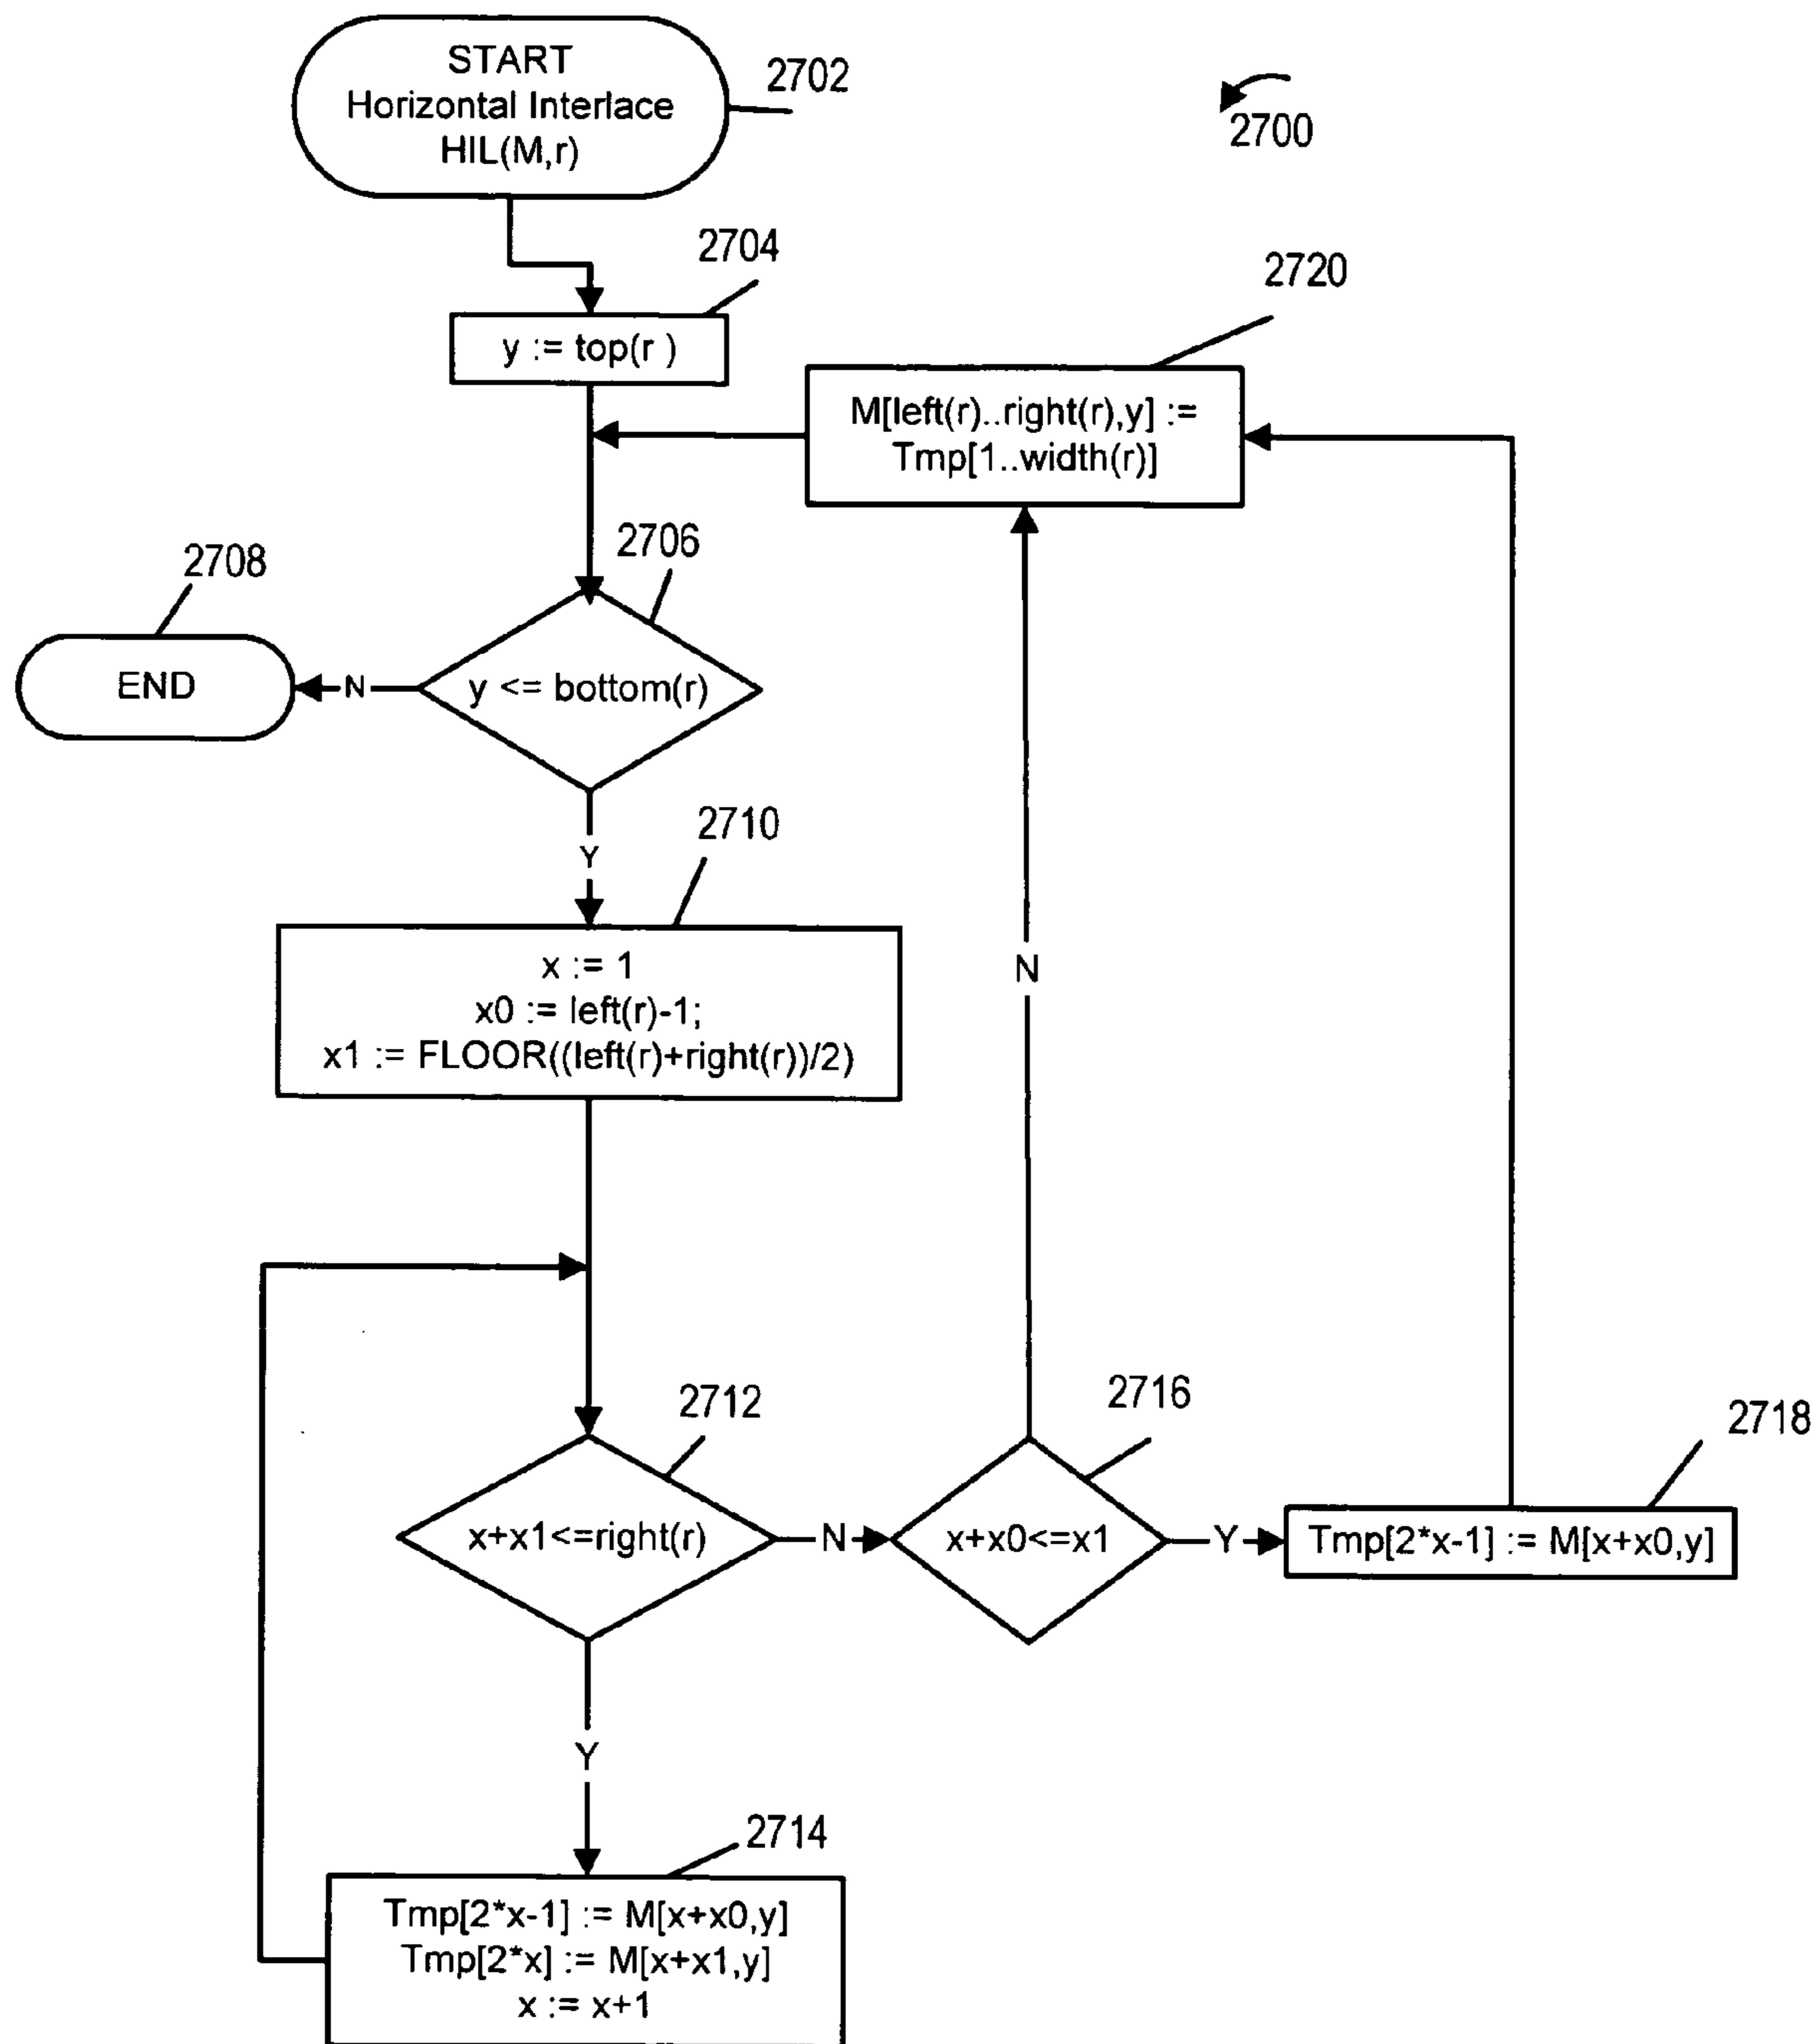 START
Horizontal Interlace
HIL(M,r)
2702
2700
2704
y := top(r )
2720
M[left(r)..right(r),y] :=
Tmp[1..width(r)]
2706
2708
END
N
y <= bottom(r)
Y
2710
x := 1
x0 := left(r)-1;
x1 := FLOOR((left(r)+right(r))/2)
N
2712
2716
2718
x+x1<=right(r)
N
x+x0<=x1
Y
Tmp[2*x-1] := M[x+x0,y]
Y
2714
Tmp[2*x-1] := M[x+x0,y]
Tmp[2*x] := M[x+x1,y]
x := x+1